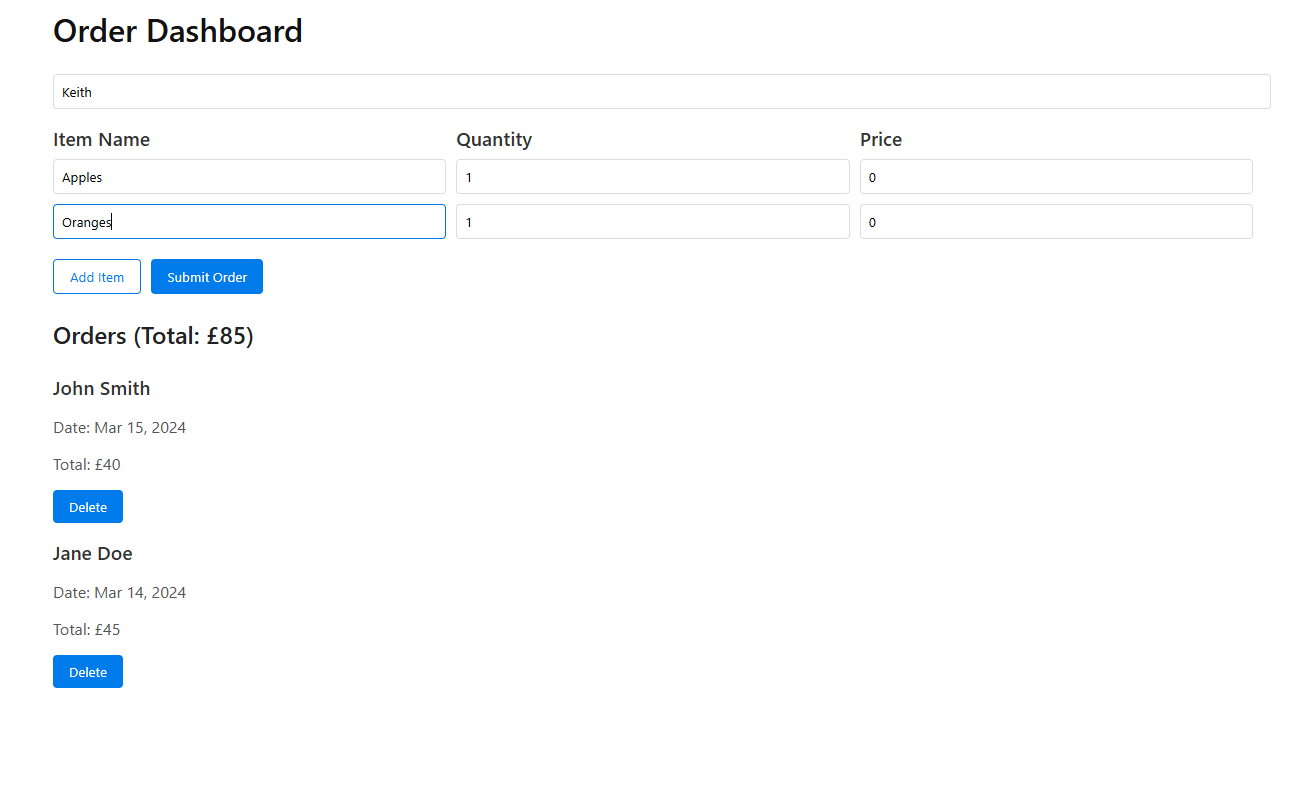 Order Dashboard
Keith
Item Name Quantity Price
Apples 1 0
Oranges 1 0
Add Item Submit Order
Orders (Total: £85)
John Smith
Date: Mar 15, 2024
Total: £40
Delete
Jane Doe
Date: Mar 14, 2024
Total: £45
Delete